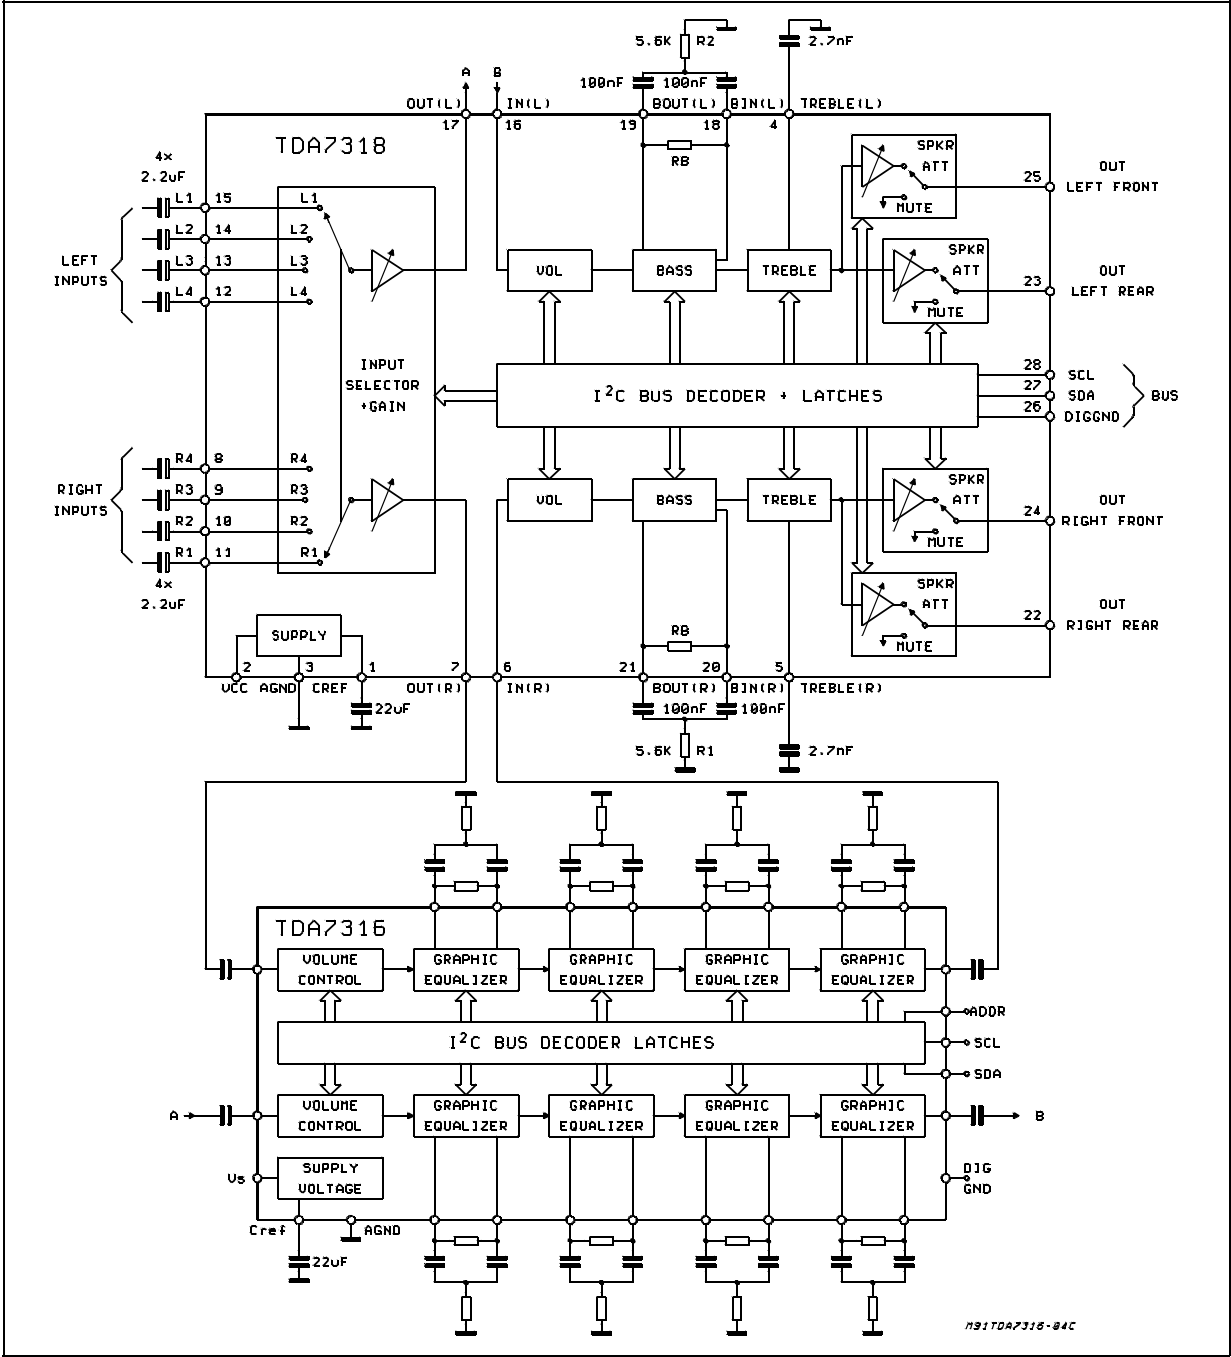 5.6K R2 2.7nF
A B
100nF 100nF
OUT(L) IN(L) BOUT(L) BIN(L) TREBLE(L)
17 16 19 18 4
TDA7318
RB
4x
2.2uF
SPKR
ATT
MUTE
25 OUT
LEFT FRONT
L1 15 L1
L2 14 L2
L3 13 L3
L4 12 L4
LEFT
INPUTS
VOL BASS TREBLE
SPKR
ATT
MUTE
23 OUT
LEFT REAR
INPUT
SELECTOR
+GAIN
I2C BUS DECODER + LATCHES
28 SCL
27 SDA
26 DIGGND
BUS
R4 8 R4
R3 9 R3
R2 10 R2
R1 11 R1
RIGHT
INPUTS
4x
2.2uF
VOL BASS TREBLE
SPKR
ATT
MUTE
24 OUT
RIGHT FRONT
SPKR
ATT
MUTE
22 OUT
RIGHT REAR
SUPPLY
RB
2 3 1 7 6 21 20 5
VCC AGND CREF OUT(R) IN(R) BOUT(R) BIN(R) TREBLE(R)
22uF 100nF 100nF
5.6K R1 2.7nF
TDA7316
VOLUME
CONTROL
GRAPHIC
EQUALIZER
GRAPHIC
EQUALIZER
GRAPHIC
EQUALIZER
GRAPHIC
EQUALIZER
ADDR
I2C BUS DECODER LATCHES
SCL
SDA
A
VOLUME
CONTROL
GRAPHIC
EQUALIZER
GRAPHIC
EQUALIZER
GRAPHIC
EQUALIZER
GRAPHIC
EQUALIZER
B
Vs
SUPPLY
VOLTAGE
DIG
GND
Cref AGND
22uF
M91TDA7316-04C